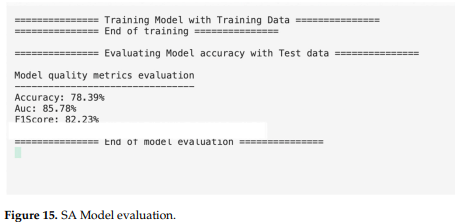 =============== Training Model with Training Data ===============
=============== End of training ===============
=============== Evaluating Model accuracy with Test data ===============
Model quality metrics evaluation
--------------------------------
Accuracy: 78.39%
Auc: 85.78%
F1Score: 82.23%
=============== End of model evaluation ===============
Figure 15. SA Model evaluation.